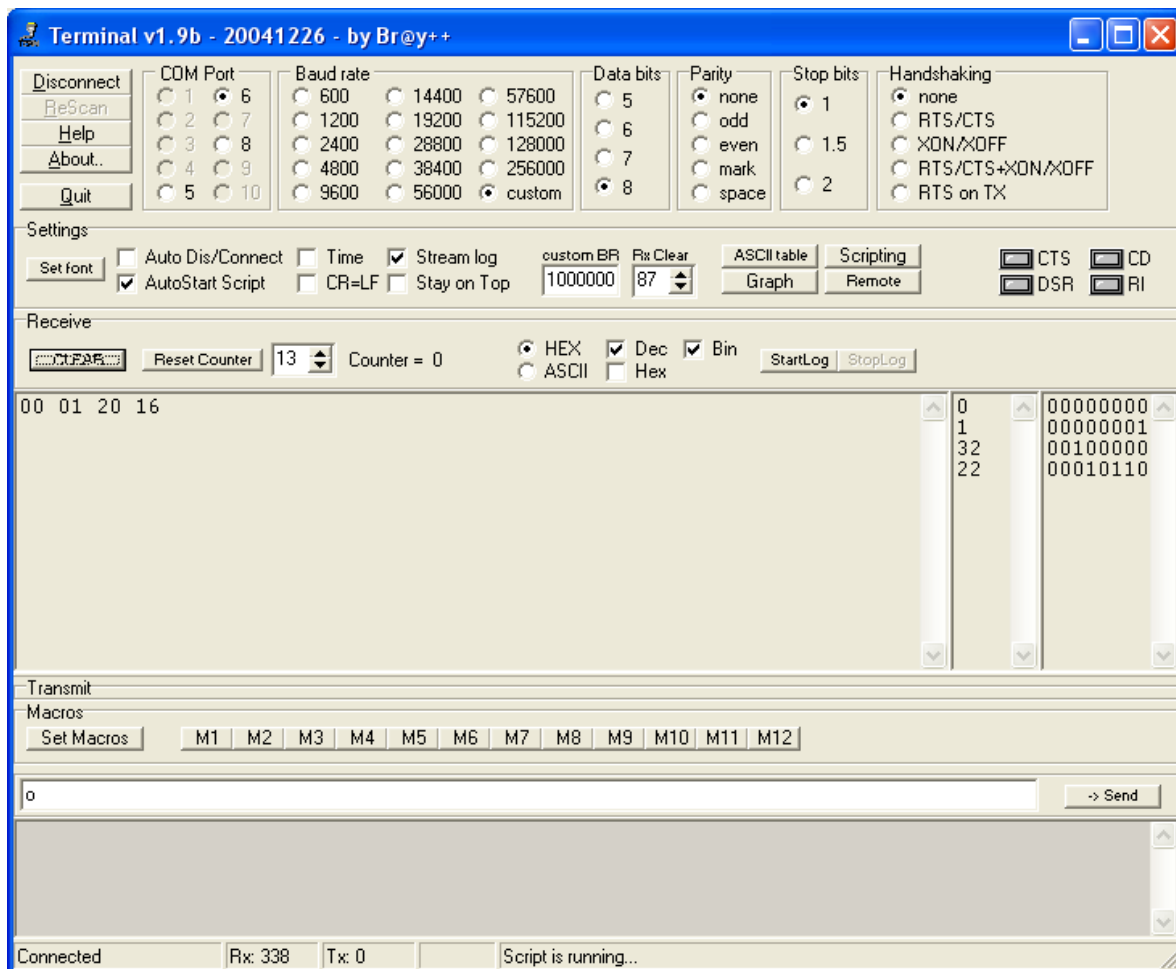 Terminal v1.9b - 20041226 - by Br@y++
Disconnect
ReScan
Help
About..
Quit
COM Port
1 6
2 7
3 8
4 9
5 10
Baud rate
600 14400 57600
1200 19200 115200
2400 28800 128000
4800 38400 256000
9600 56000 custom
Data bits
5
6
7
8
Parity
none
odd
even
mark
space
Stop bits
1
1.5
2
Handshaking
none
RTS/CTS
XON/XOFF
RTS/CTS+XON/XOFF
RTS on TX
Settings
Set font
Auto Dis/Connect Time Stream log
AutoStart Script CR=LF Stay on Top
custom BR Rx Clear
1000000 87
ASCII table Scripting
Graph Remote
CTS CD
DSR RI
Receive
CLEAR Reset Counter 13 Counter = 0
HEX Dec Bin
ASCII Hex
StartLog StopLog
00 01 20 16
0
1
32
22
00000000
00000001
00100000
00010110
Transmit
Macros
Set Macros M1 M2 M3 M4 M5 M6 M7 M8 M9 M10 M11 M12
o
-> Send
Connected Rx: 338 Tx: 0 Script is running...